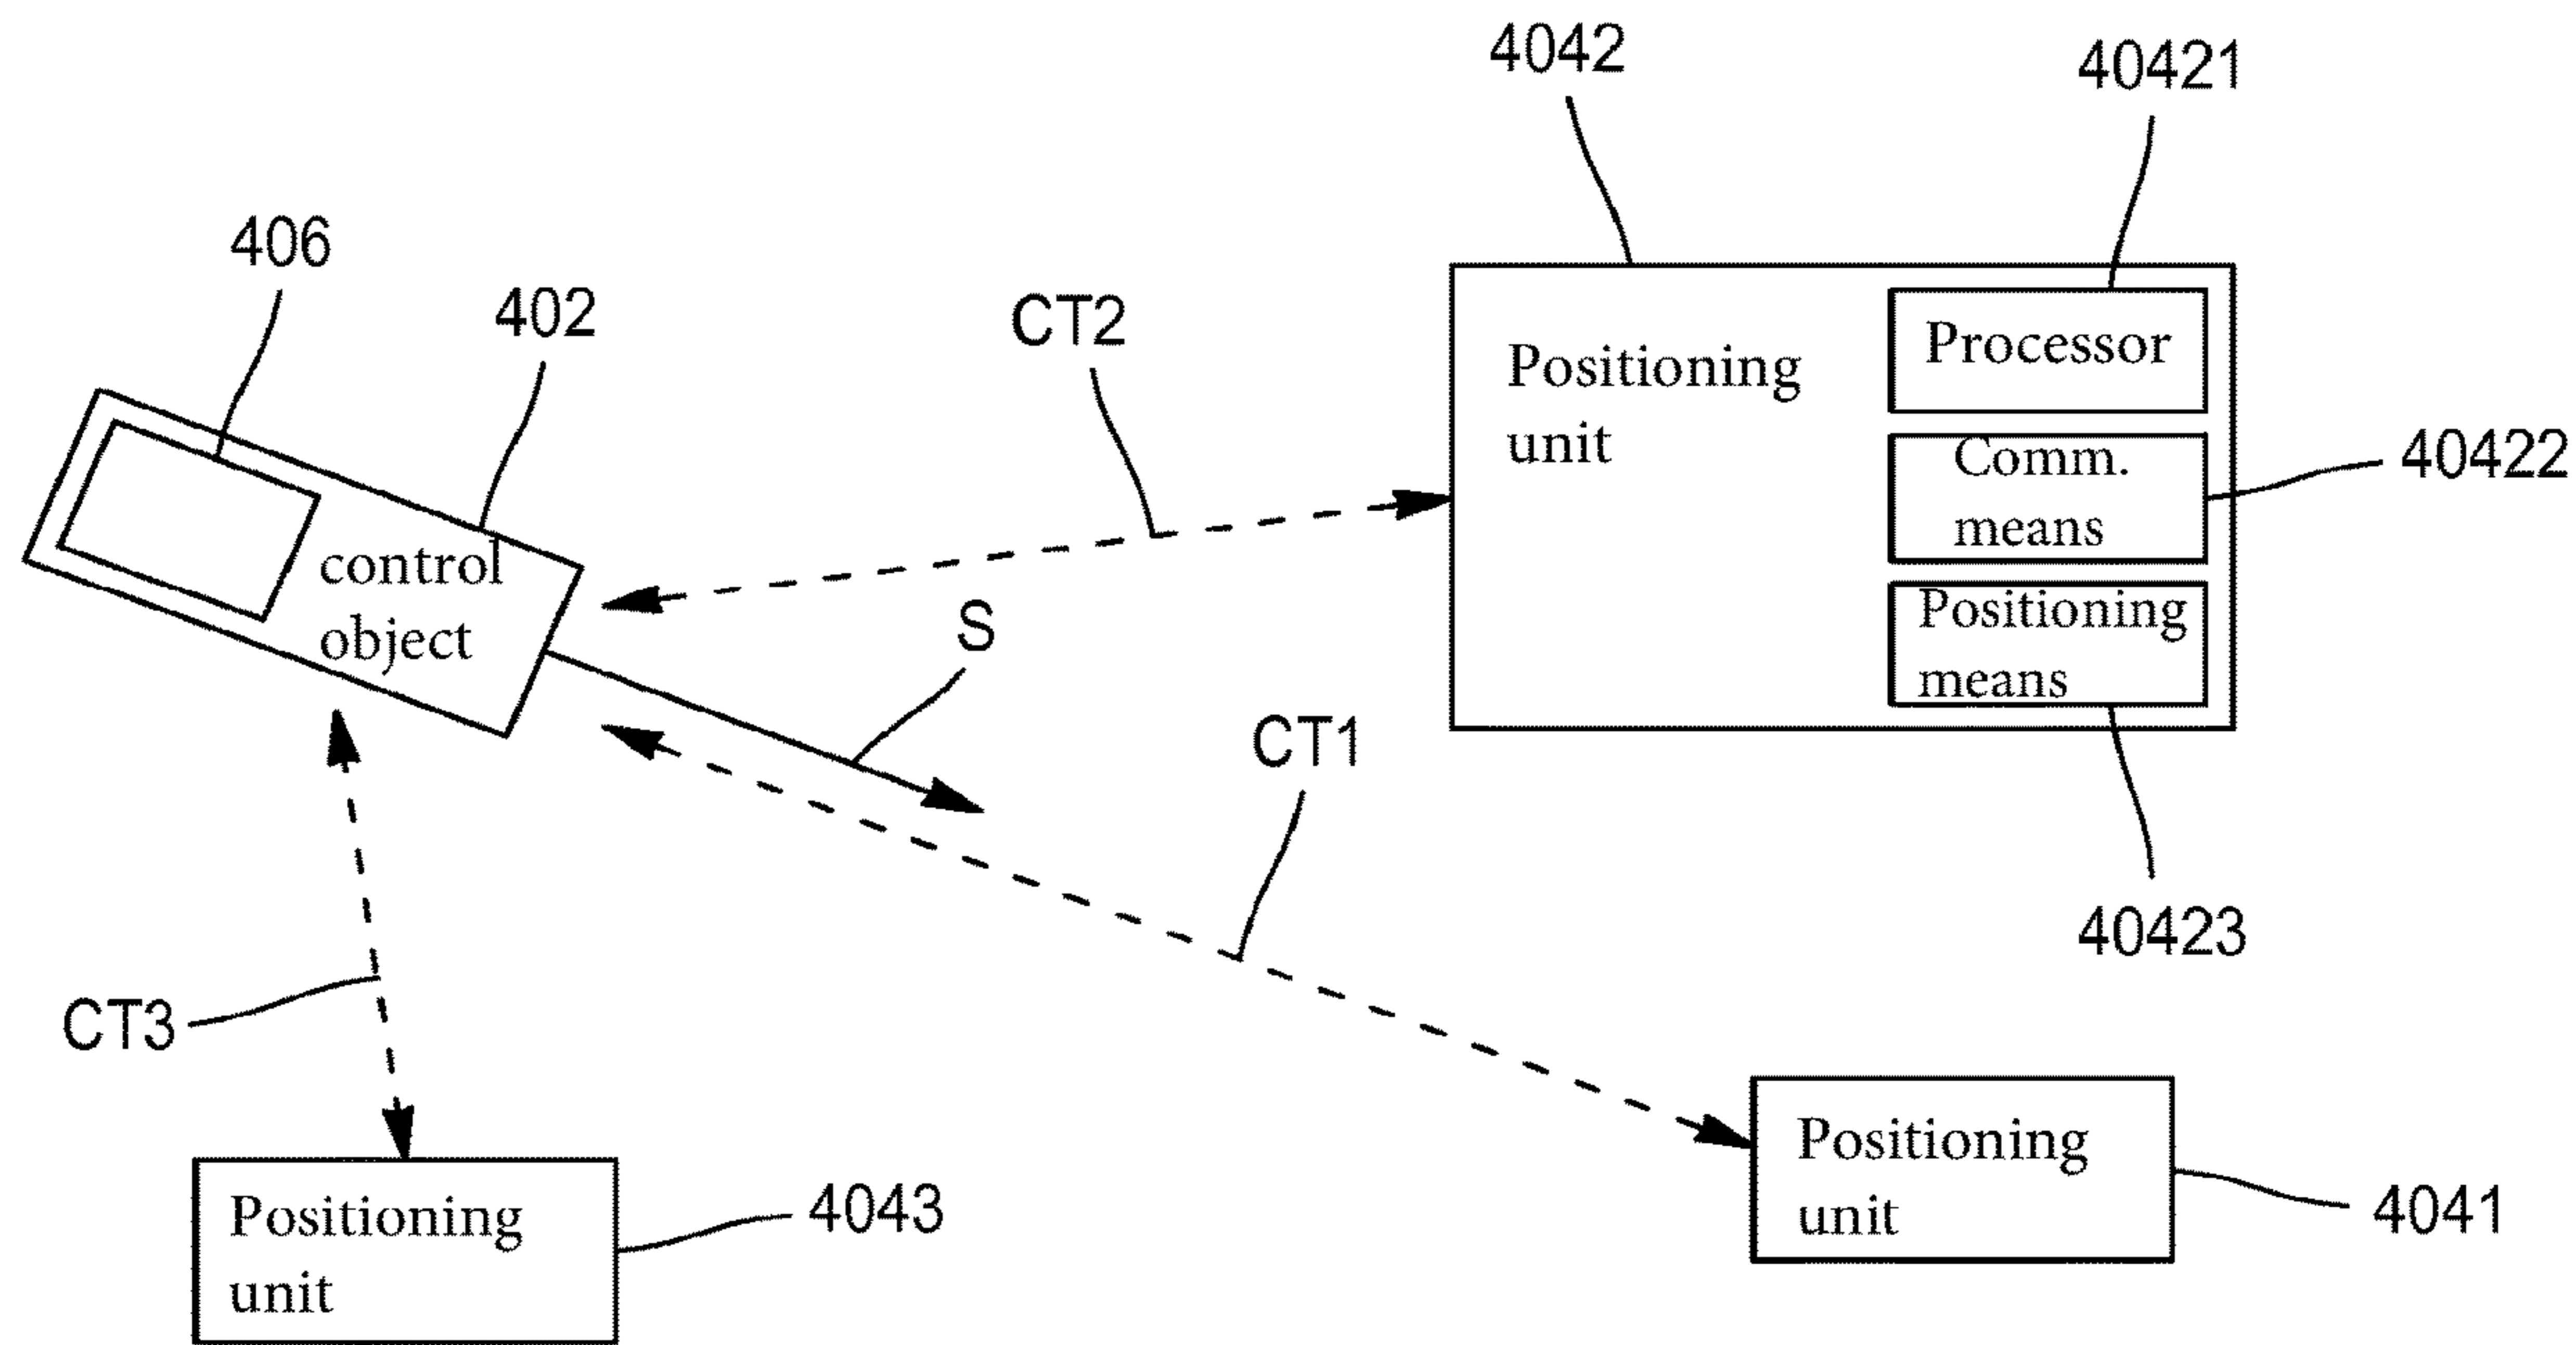 4042
40421
406
402
CT2
Processor
Positioning
unit
Comm.
means
40422
control
object
S
Positioning
means
CT1
40423
CT3
Positioning
unit
4041
Positioning
unit
4043